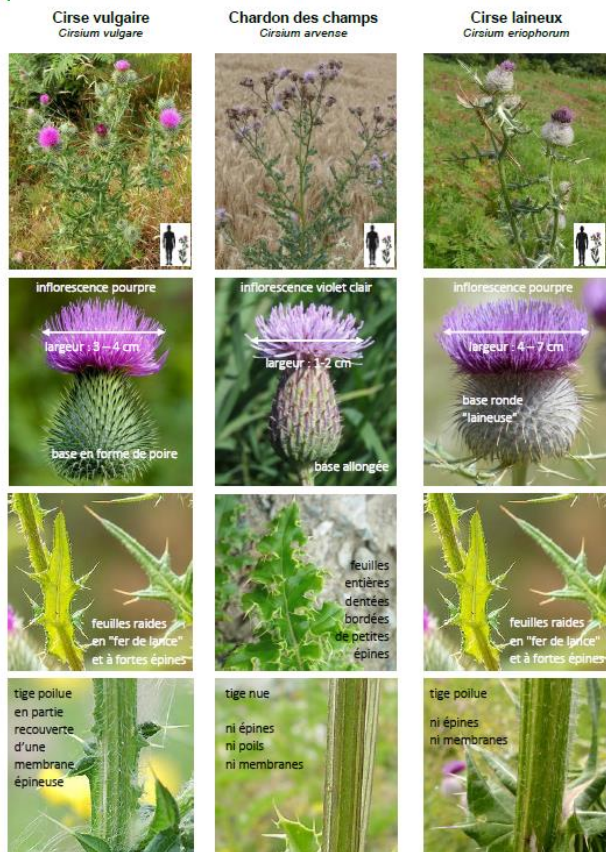 Cirse vulgaire
Cirsium vulgare
Chardon des champs
Cirsium arvense
Cirse laineux
Cirsium eriophorum
inflorescence pourpre
largeur : 3 – 4 cm
base en forme de poire
inflorescence violet clair
largeur : 1-2 cm
base allongée
inflorescence pourpre
largeur : 4 – 7 cm
base ronde
"laineuse"
feuilles raides
en "fer de lance"
et à fortes épines
feuilles
entières
dentées
bordées
de petites
épines
feuilles raides
en "fer de lance"
et à fortes épines
tige poilue
en partie
recouverte
d'une
membrane
épineuse
tige nue
ni épines
ni poils
ni membranes
tige poilue
ni épines
ni membranes